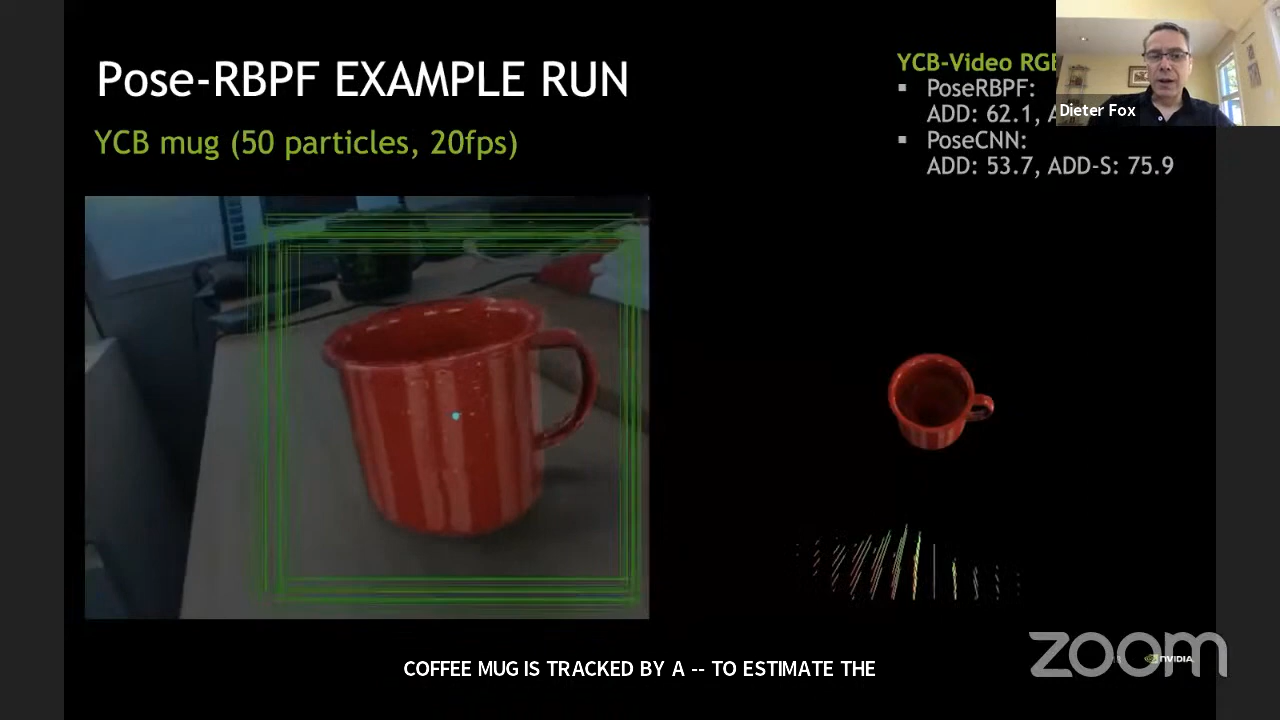 Pose-RBPF EXAMPLE RUN
YCB mug (50 particles, 20fps)
YCB-Video RGB
▪ PoseRBPF:
ADD: 62.1, A
▪ PoseCNN:
ADD: 53.7, ADD-S: 75.9
Dieter Fox
COFFEE MUG IS TRACKED BY A -- TO ESTIMATE THE
zoom
NVIDIA